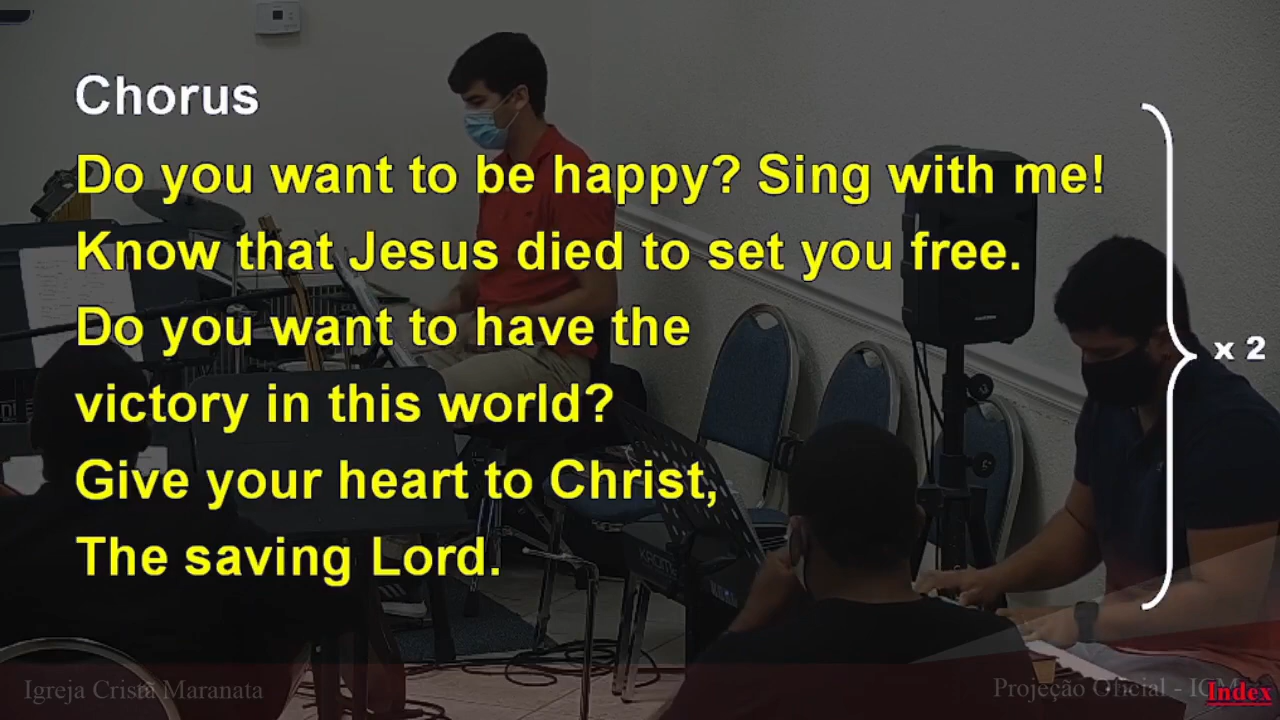 Chorus
Do you want to be happy? Sing with me!
Know that Jesus died to set you free.
Do you want to have the
victory in this world?
Give your heart to Christ,
The saving Lord.
x 2
Igreja Cristã Maranata
Projeção Oficial -
Index